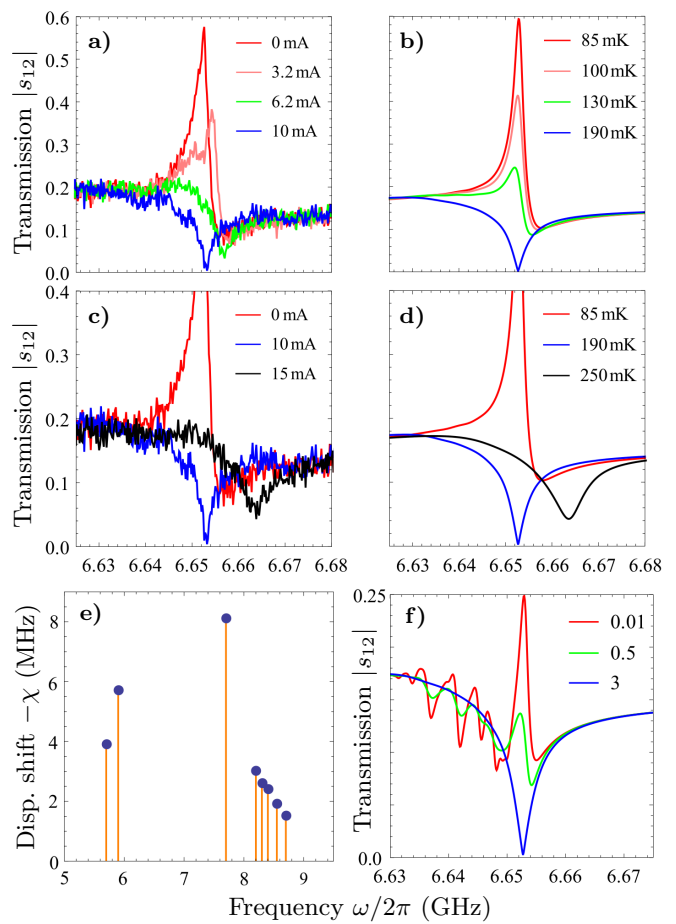 a)
0 mA
3.2 mA
6.2 mA
10 mA
Transmission |s12|
0.6
0.5
0.4
0.3
0.2
0.1
0.0
b)
85 mK
100 mK
130 mK
190 mK
c)
0 mA
10 mA
15 mA
Transmission |s12|
0.4
0.3
0.2
0.1
0.0
6.63 6.64 6.65 6.66 6.67 6.68
d)
85 mK
190 mK
250 mK
6.63 6.64 6.65 6.66 6.67 6.68
e)
Disp. shift −χ (MHz)
8
6
4
2
0
5 6 7 8 9
f)
0.01
0.5
3
Transmission |s12|
0.25
0.0
6.63 6.64 6.65 6.66 6.67
Frequency ω/2π (GHz)